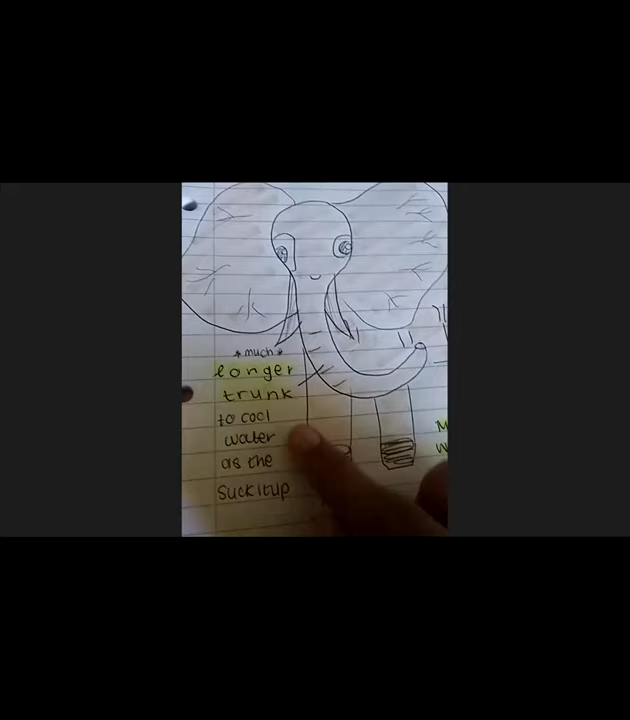 *much*
longer
trunk
to cool
water
as the
suck it up
M
W